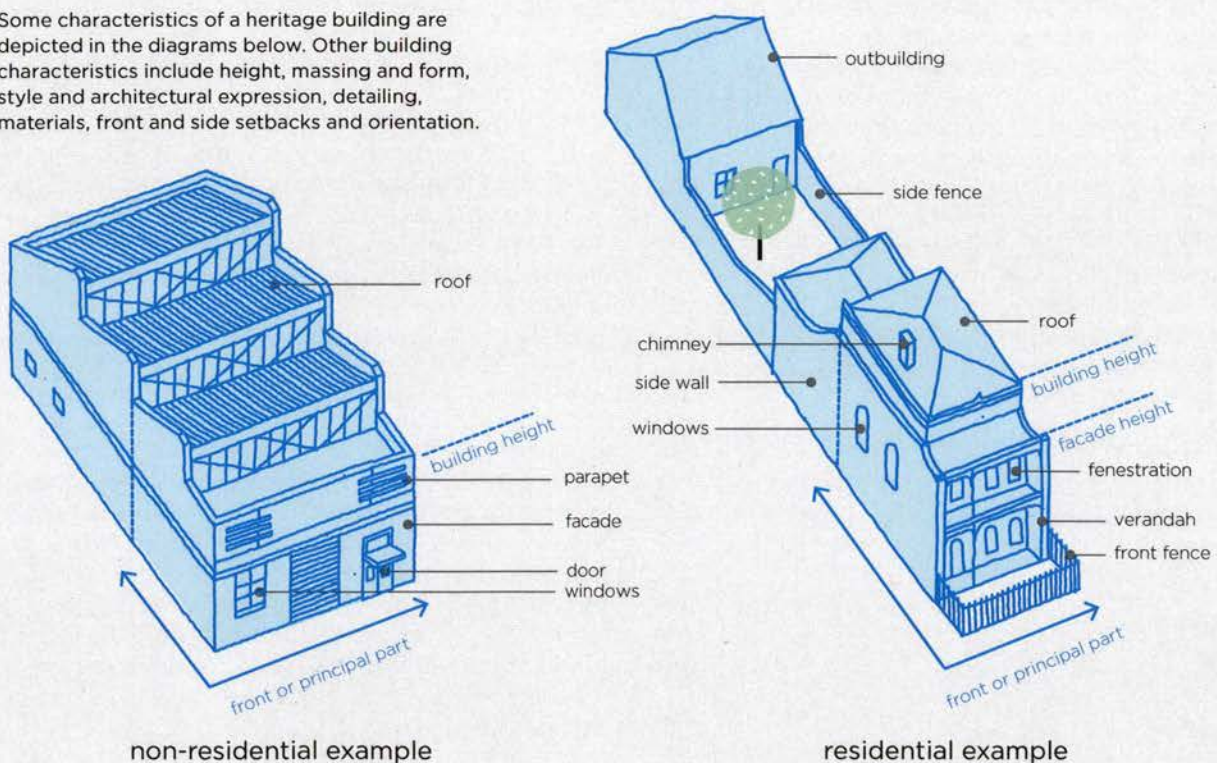 Some characteristics of a heritage building are
depicted in the diagrams below. Other building
characteristics include height, massing and form,
style and architectural expression, detailing,
materials, front and side setbacks and orientation.
roof
building height
parapet
facade
door
windows
front or principal part
non-residential example
outbuilding
side fence
roof
chimney
building height
side wall
facade height
windows
fenestration
verandah
front fence
front or principal part
residential example